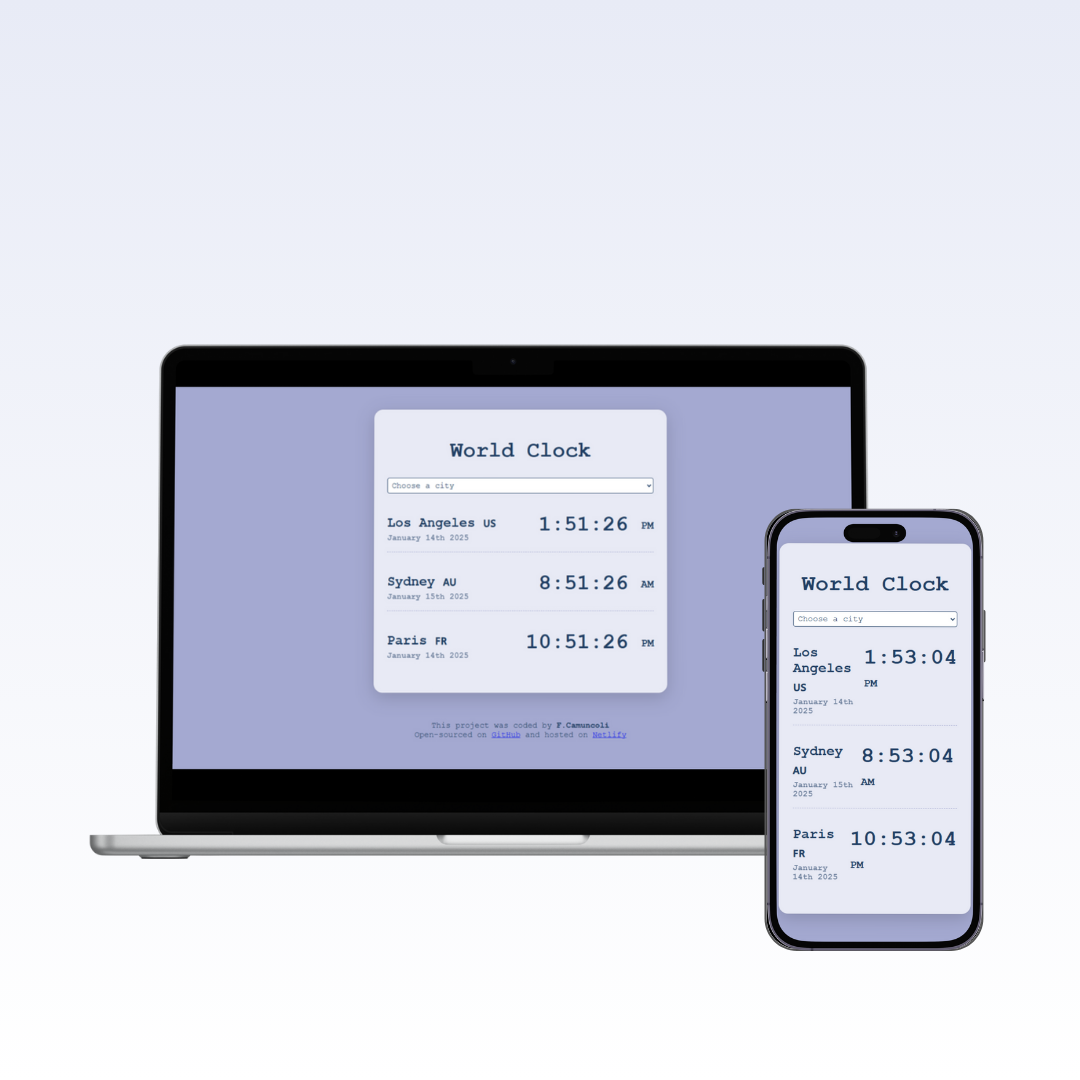 World Clock
Choose a city
Los Angeles US 1:51:26 PM
January 14th 2025
Sydney AU 8:51:26 AM
January 15th 2025
Paris FR 10:51:26 PM
January 14th 2025
This project was coded by F.Camuncoli
Open-sourced on GitHub and hosted on Netlify
World Clock
Choose a city
Los 1:53:04
Angeles
US PM
January 14th
2025
Sydney 8:53:04
AU AM
January 15th
2025
Paris 10:53:04
FR PM
January
14th 2025